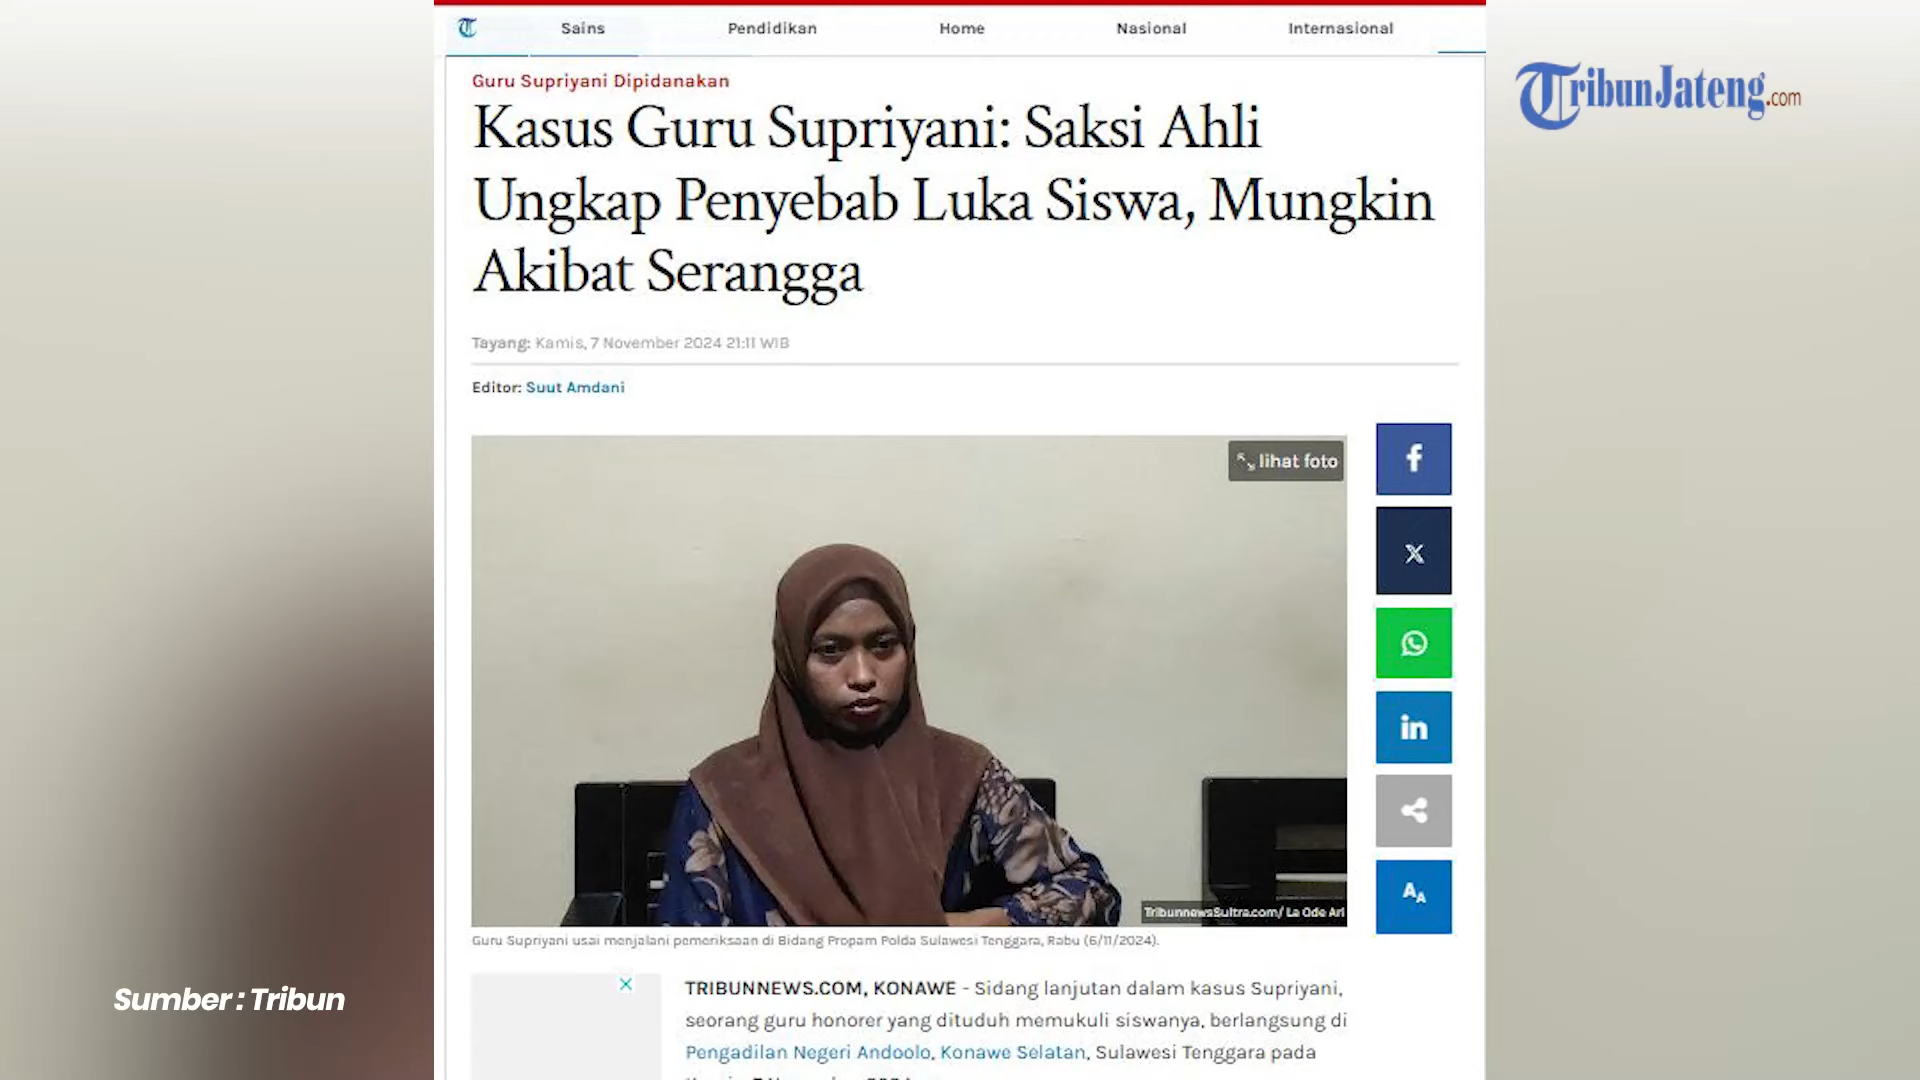 Sains Pendidikan Home Nasional Internasional
TribunJateng.com
Guru Supriyani Dipidanakan
Kasus Guru Supriyani: Saksi Ahli
Ungkap Penyebab Luka Siswa, Mungkin
Akibat Serangga
Tayang: Kamis, 7 November 2024 21:11 WIB
Editor: Suut Amdani
lihat foto
TribunnewsSultra.com/ La Ode Ari
Guru Supriyani usai menjalani pemeriksaan di Bidang Propam Polda Sulawesi Tenggara, Rabu (6/11/2024).
TRIBUNNEWS.COM, KONAWE - Sidang lanjutan dalam kasus Supriyani,
seorang guru honorer yang dituduh memukuli siswanya, berlangsung di
Pengadilan Negeri Andoolo, Konawe Selatan, Sulawesi Tenggara pada
Sumber : Tribun